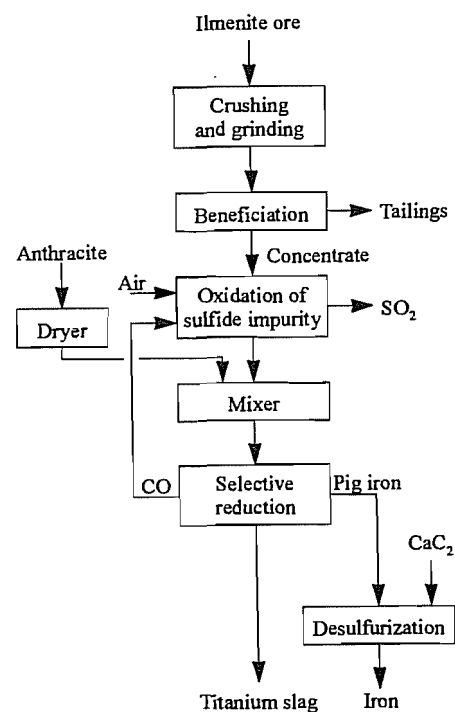 Ilmenite ore
Crushing
and grinding
Beneficiation
Tailings
Concentrate
Anthracite
Air
Oxidation of
sulfide impurity
SO₂
Dryer
Mixer
CO
Selective
reduction
Pig iron
CaC₂
Desulfurization
Titanium slag
Iron